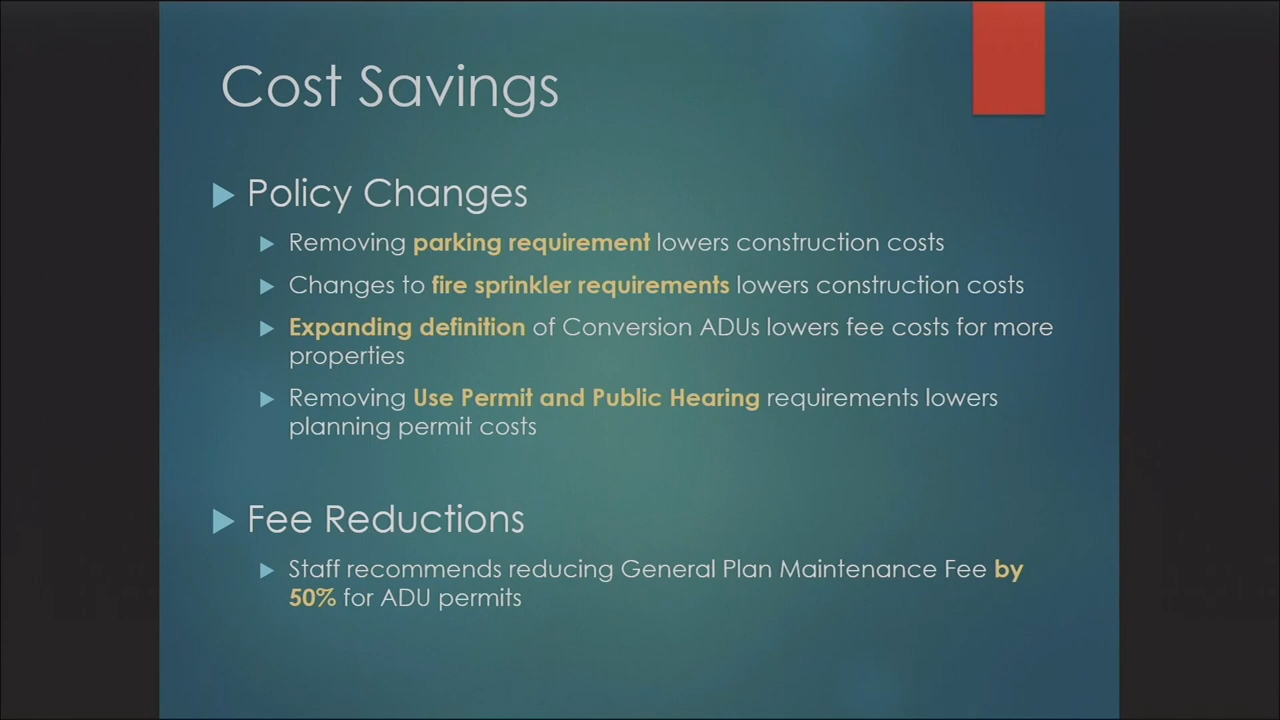 Cost Savings
Policy Changes
Removing parking requirement lowers construction costs
Changes to fire sprinkler requirements lowers construction costs
Expanding definition of Conversion ADUs lowers fee costs for more
properties
Removing Use Permit and Public Hearing requirements lowers
planning permit costs
Fee Reductions
Staff recommends reducing General Plan Maintenance Fee by
50% for ADU permits